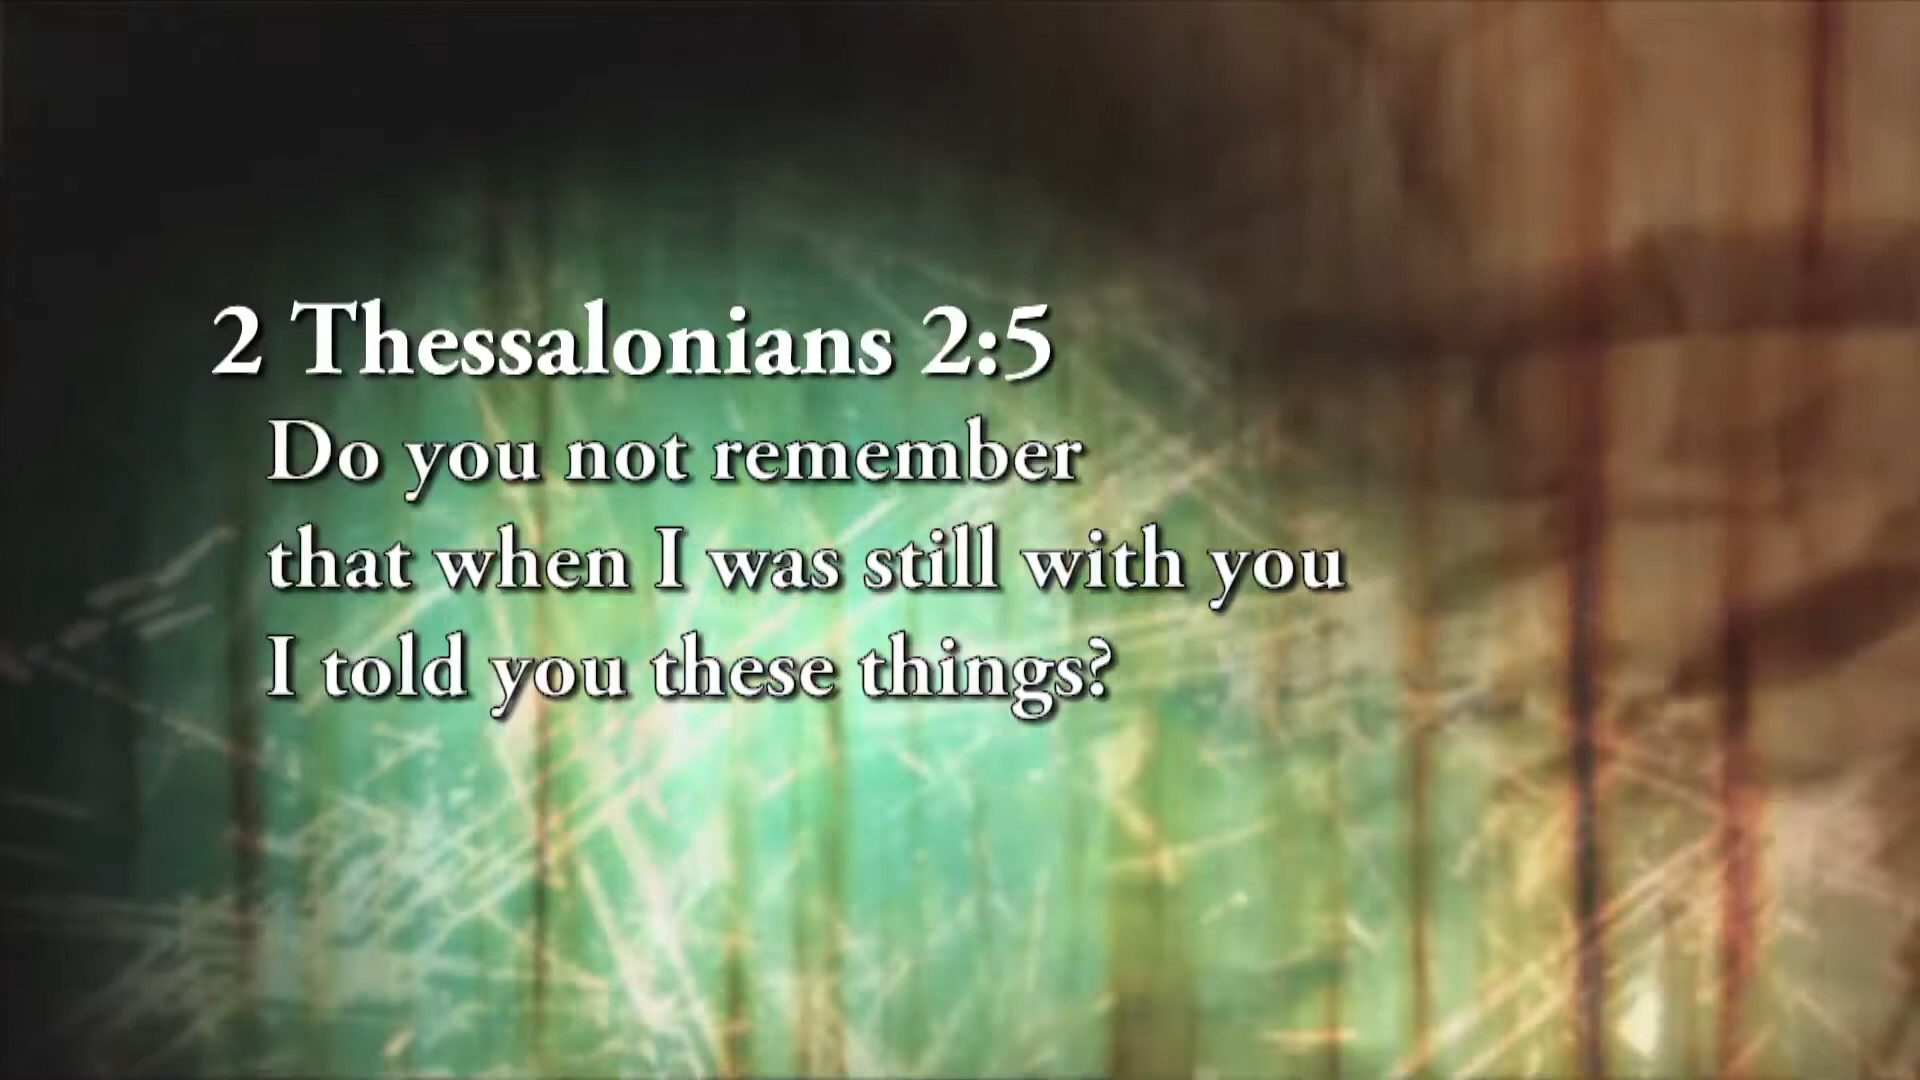 2 Thessalonians 2:5
Do you not remember
that when I was still with you
I told you these things?